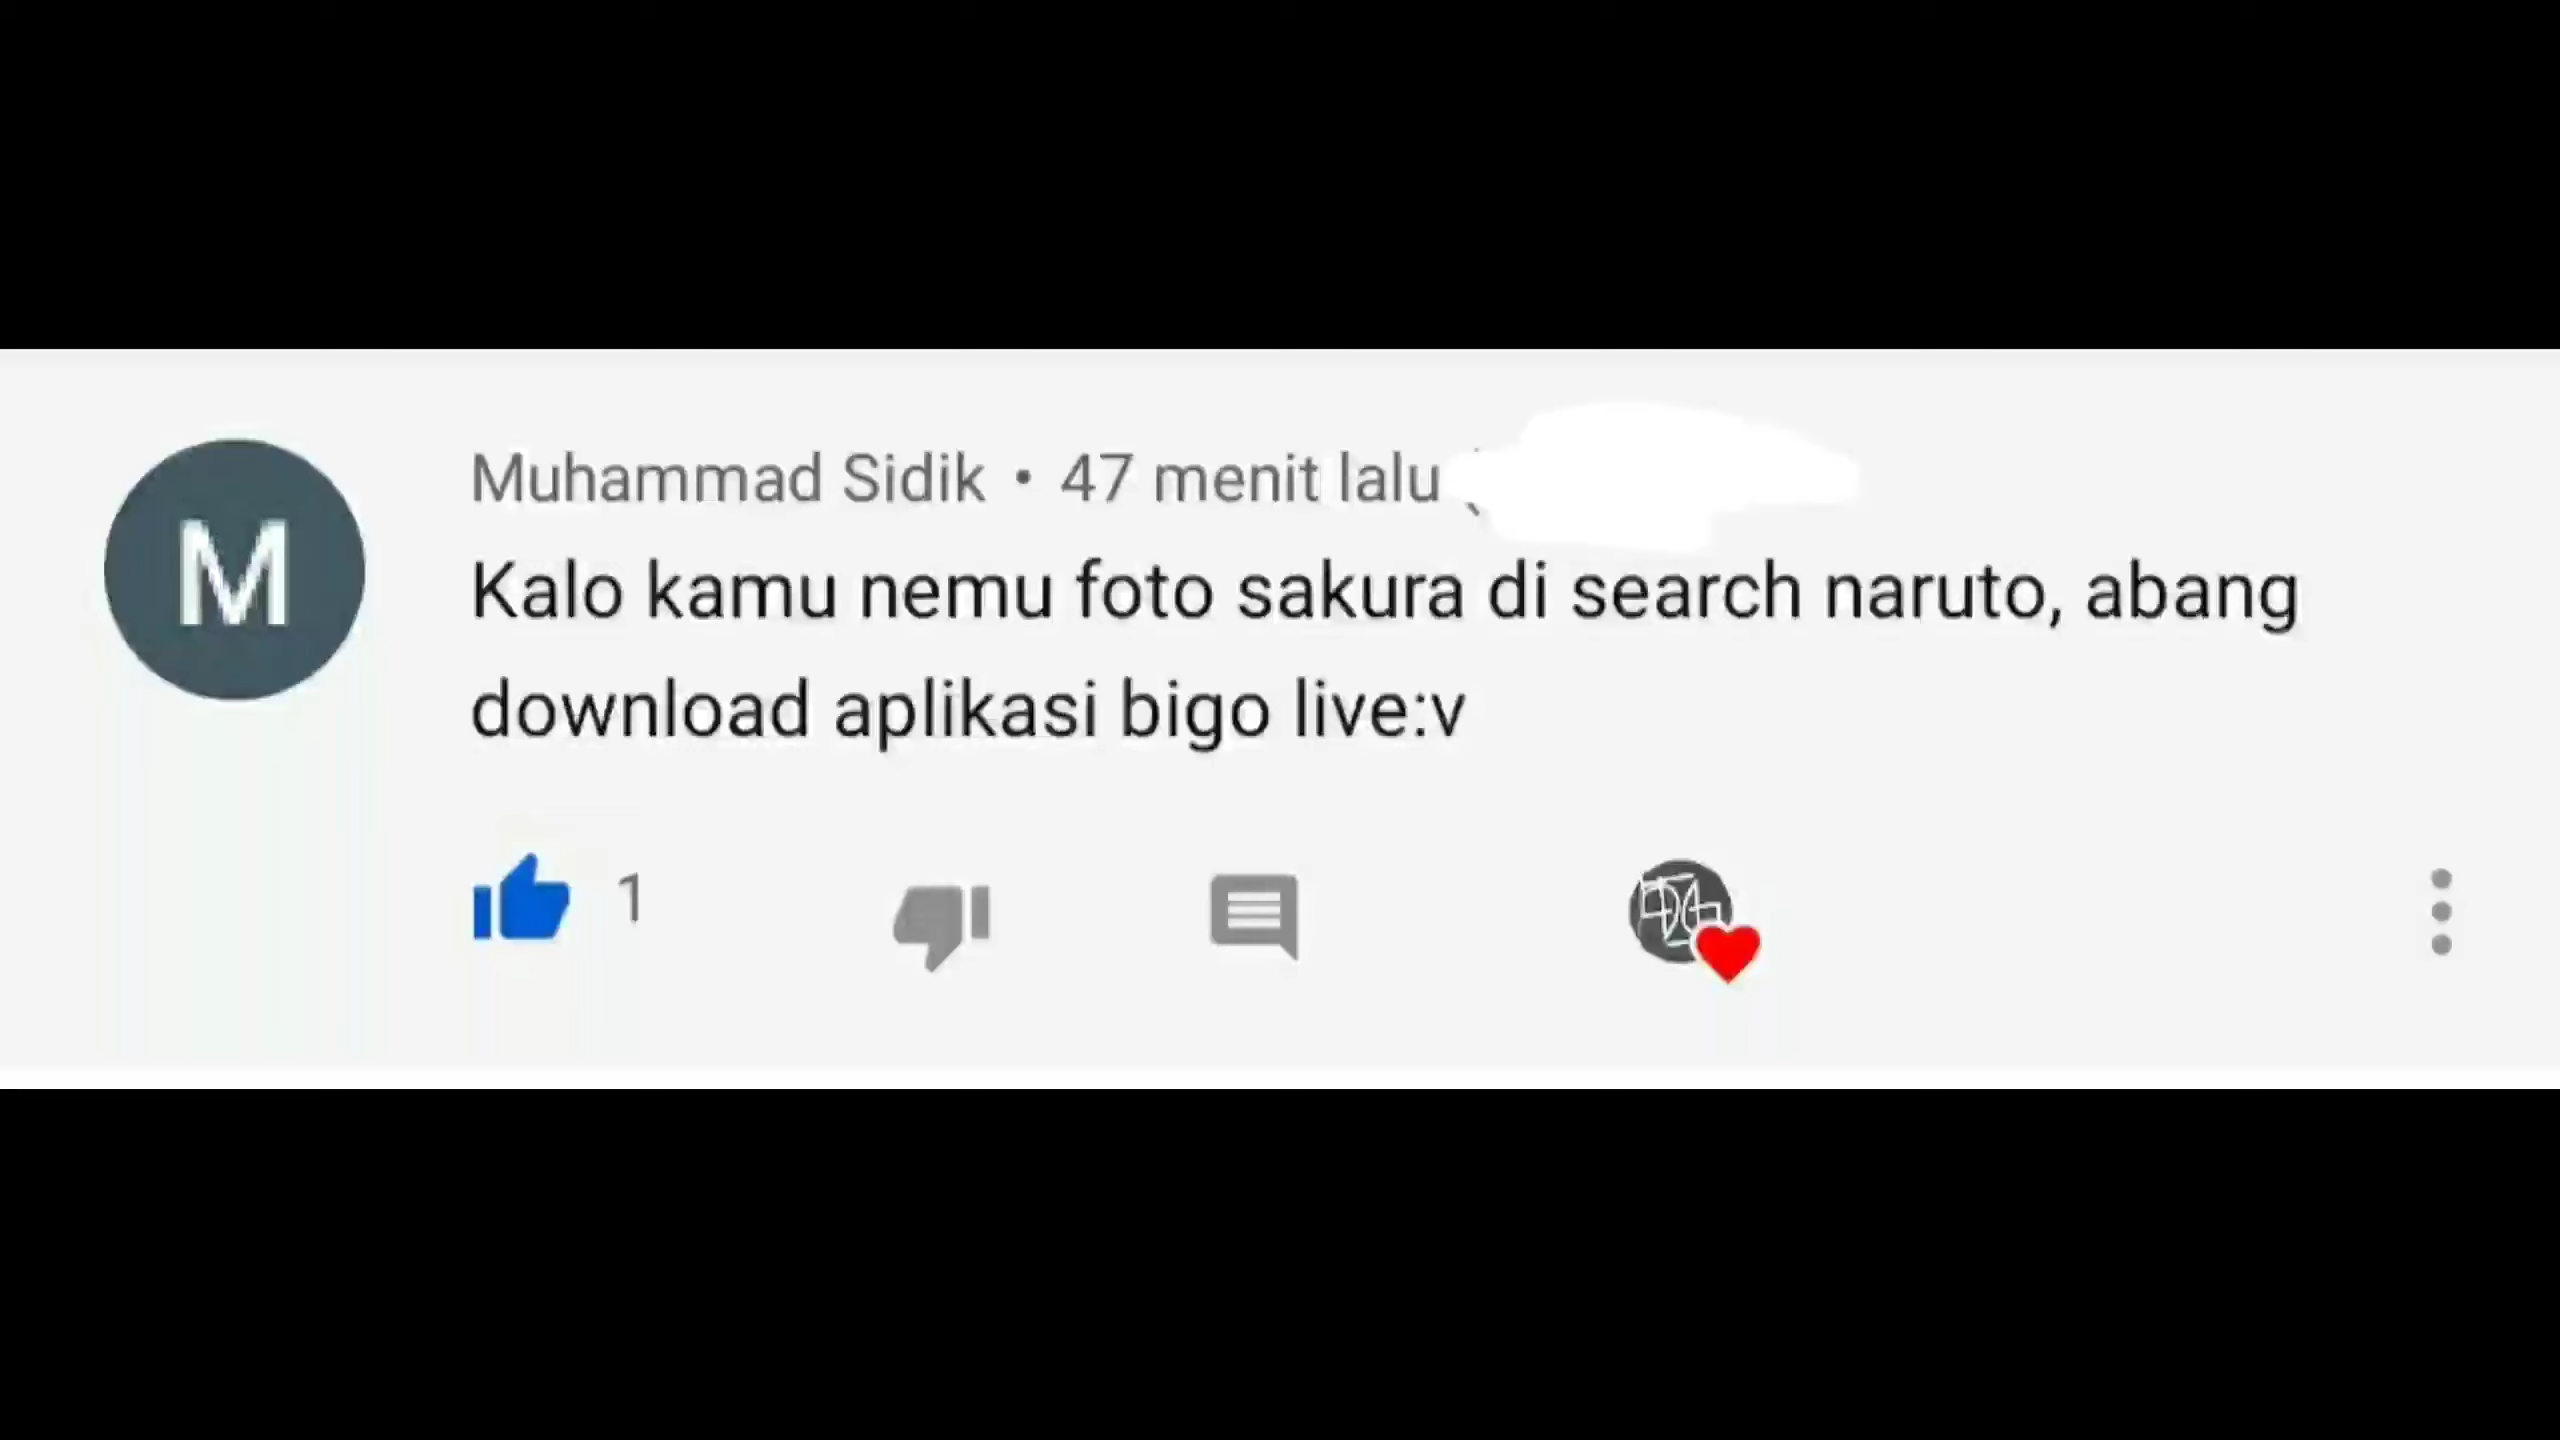 M
Muhammad Sidik • 47 menit lalu
Kalo kamu nemu foto sakura di search naruto, abang
download aplikasi bigo live:v
1